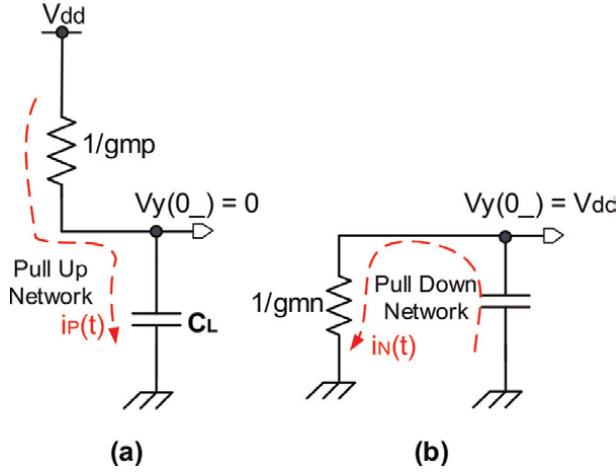 Vdd
1/gmp
Vy(0_) = 0
Pull Up
Network
iP(t)
CL
(a)
Vy(0_) = Vdd
1/gmn
Pull Down
Network
iN(t)
(b)